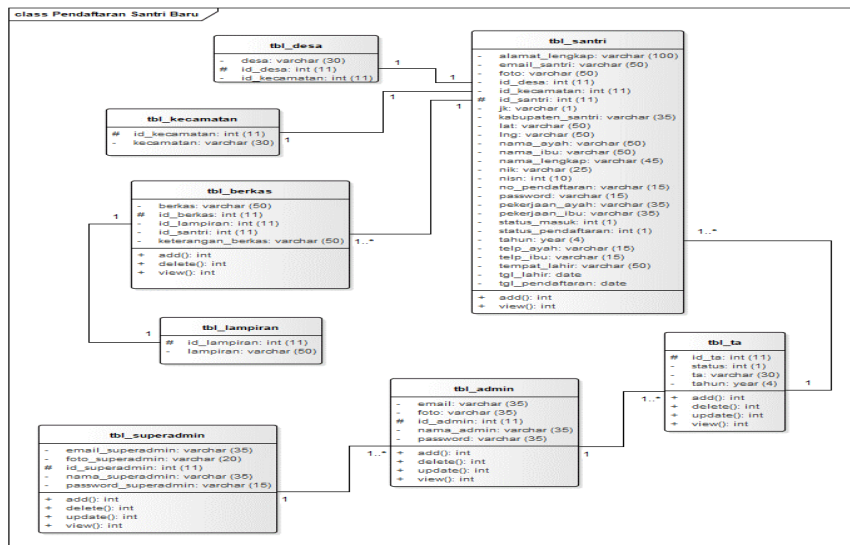 class Pendaftaran Santri Baru
tbl_desa
- desa: varchar (30)
# id_desa: int (11)
- id_kecamatan: int (11)
1
1
tbl_kecamatan
# id_kecamatan: int (11)
- kecamatan: varchar (30)
1
1
tbl_santri
- alamat_lengkap: varchar (100)
- email_santri: varchar (50)
- foto: varchar (50)
- id_desa: int (11)
- id_kecamatan: int (11)
# id_santri: int (11)
- jk: varchar (1)
- kabupaten_santri: varchar (35)
- lat: varchar (50)
- lng: varchar (50)
- nama_ayah: varchar (50)
- nama_ibu: varchar (50)
- nama_lengkap: varchar (45)
- nik: varchar (25)
- nisn: int (10)
- no_pendaftaran: varchar (15)
- password: varchar (15)
- pekerjaan_ayah: varchar (35)
- pekerjaan_ibu: varchar (35)
- status_masuk: int (1)
- status_pendaftaran: int (1)
- tahun: year (4)
- telp_ayah: varchar (15)
- telp_ibu: varchar (15)
- tempat_lahir: varchar (50)
- tgl_lahir: date
- tgl_pendaftaran: date
+ add(): int
+ view(): int
1
tbl_berkas
- berkas: varchar (50)
# id_berkas: int (11)
- id_lampiran: int (11)
- id_santri: int (11)
- keterangan_berkas: varchar (50)
+ add(): int
+ delete(): int
+ view(): int
1
1..*
1..*
1
tbl_lampiran
# id_lampiran: int (11)
- lampiran: varchar (50)
tbl_ta
# id_ta: int (11)
- status: int (1)
- ta: varchar (30)
- tahun: year (4)
+ add(): int
+ delete(): int
+ update(): int
+ view(): int
1
1..*
tbl_admin
- email: varchar (35)
- foto: varchar (35)
# id_admin: int (11)
- nama_admin: varchar (35)
- password: varchar (35)
+ add(): int
+ delete(): int
+ update(): int
+ view(): int
1..*
1
tbl_superadmin
- email_superadmin: varchar (35)
- foto_superadmin: varchar (20)
# id_superadmin: int (11)
- nama_superadmin: varchar (35)
- password_superadmin: varchar (15)
+ add(): int
+ delete(): int
+ update(): int
+ view(): int
1